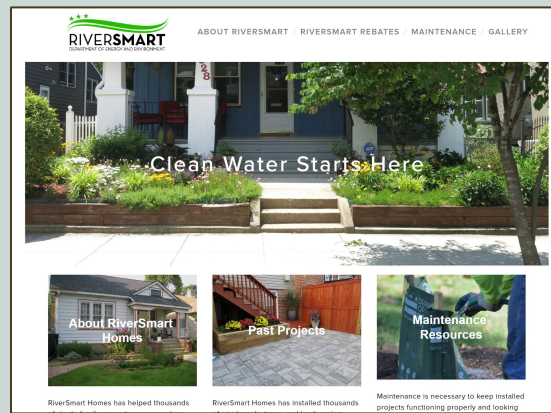 RIVERSMART
DEPARTMENT OF ENERGY AND ENVIRONMENT
ABOUT RIVERSMART / RIVERSMART REBATES / MAINTENANCE / GALLERY
28
Clean Water Starts Here
About RiverSmart
Homes
Past Projects
Maintenance
Resources
RiverSmart Homes has helped thousands
RiverSmart Homes has installed thousands
Maintenance is necessary to keep installed
projects functioning properly and looking